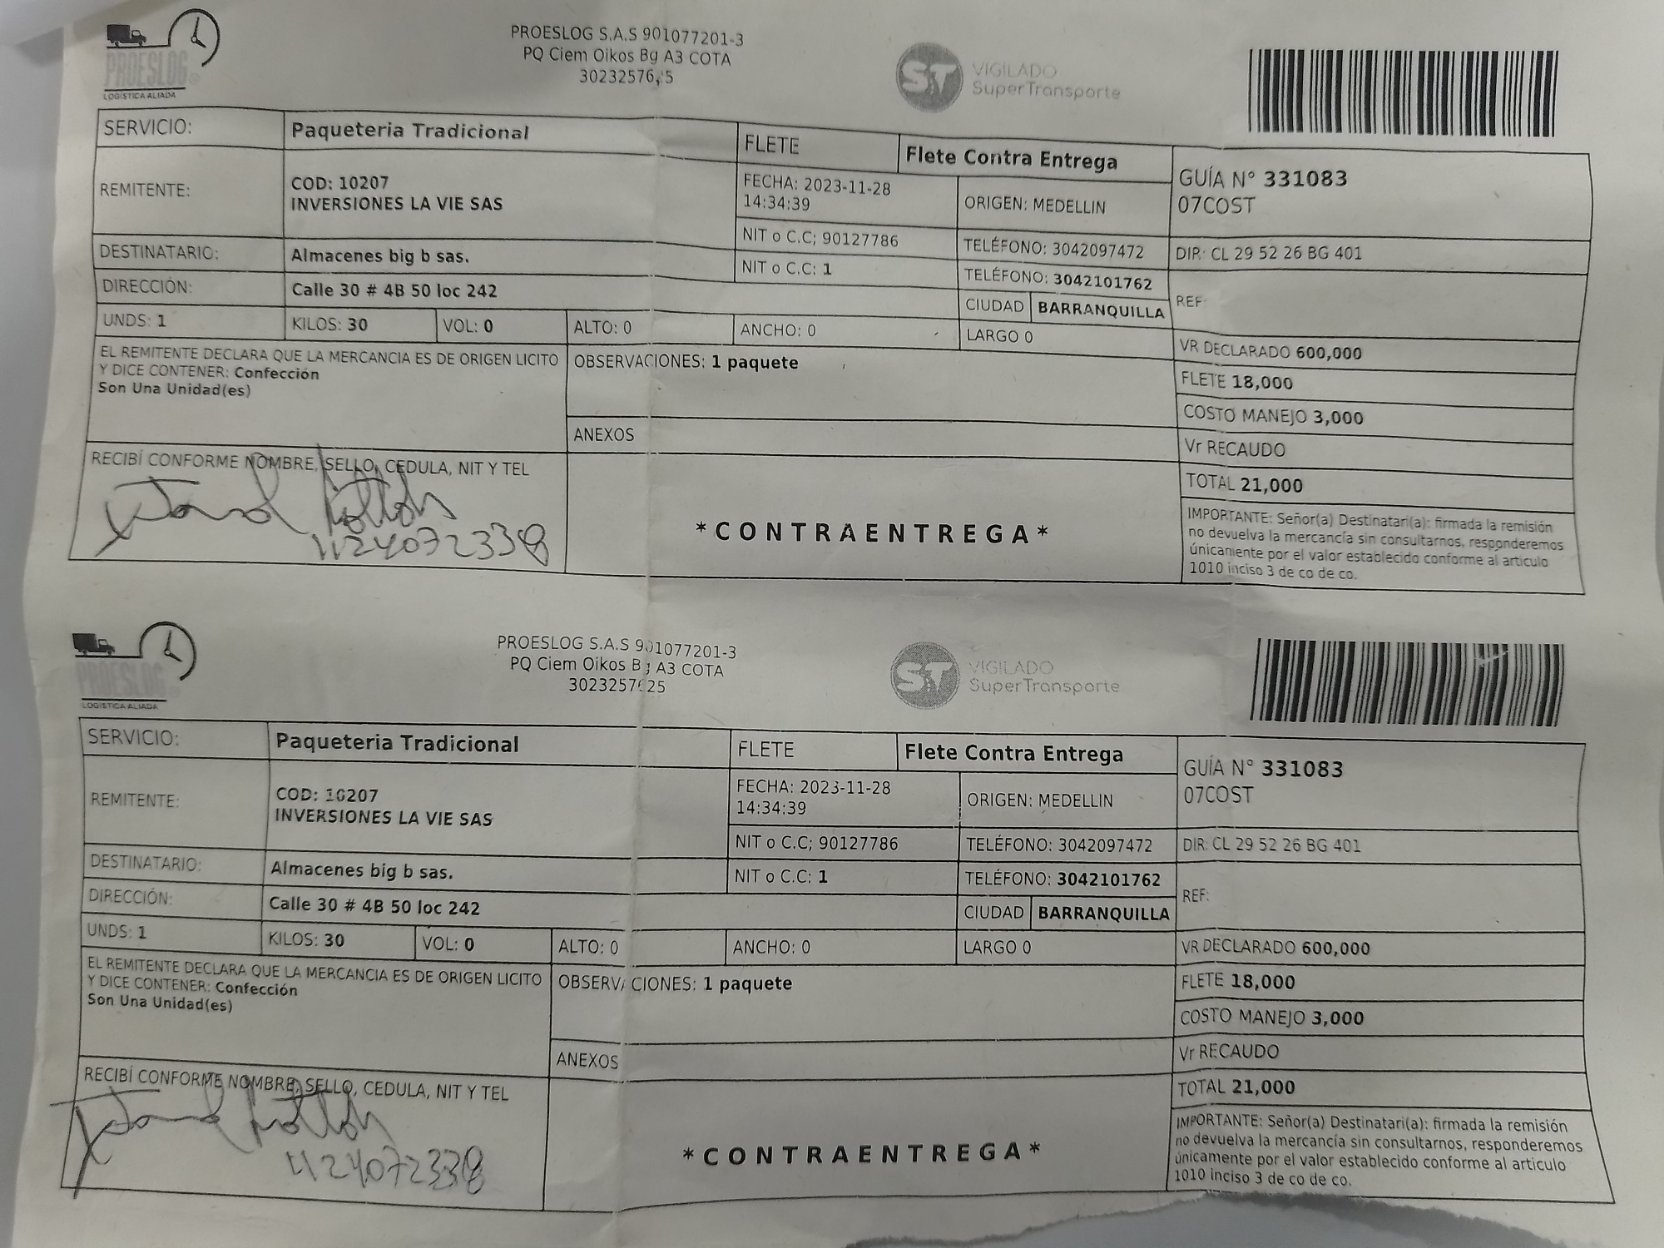 PROESLOG
LOGISTICA ALIADA
PROESLOG S.A.S 901077201-3
PQ Ciem Oikos Bg A3 COTA
ST VIGILADO
SuperTransporte
SERVICIO: Paqueteria Tradicional FLETE Flete Contra Entrega
REMITENTE: COD: 10207
INVERSIONES LA VIE SAS
FECHA: 2023-11-28
14:34:39
ORIGEN: MEDELLIN
GUÍA N° 331083
07COST
NIT o C.C; 90127786 TELÉFONO: 3042097472 DIR: CL 29 52 26 BG 401
DESTINATARIO: Almacenes big b sas. NIT o C.C: 1 TELÉFONO: 3042101762
DIRECCIÓN: Calle 30 # 4B 50 loc 242 CIUDAD BARRANQUILLA REF:
UNDS: 1 KILOS: 30 VOL: 0 ALTO: 0 ANCHO: 0 LARGO 0
VR DECLARADO 600,000
EL REMITENTE DECLARA QUE LA MERCANCIA ES DE ORIGEN LICITO
Y DICE CONTENER: Confección
Son Una Unidad(es)
OBSERVACIONES: 1 paquete
FLETE 18,000
COSTO MANEJO 3,000
ANEXOS
Vr RECAUDO
RECIBÍ CONFORME NOMBRE, SELLO, CEDULA, NIT Y TEL
TOTAL 21,000
*CONTRAENTREGA*
IMPORTANTE: Señor(a) Destinatari(a): firmada la remisión
no devuelva la mercancía sin consultarnos, responderemos
únicamente por el valor establecido conforme al articulo
1010 inciso 3 de co de co.
PROESLOG
LOGISTICA ALIADA
PROESLOG S.A.S 901077201-3
PQ Ciem Oikos Bg A3 COTA
ST VIGILADO
SuperTransporte
SERVICIO: Paqueteria Tradicional FLETE Flete Contra Entrega
REMITENTE: COD: 10207
INVERSIONES LA VIE SAS
FECHA: 2023-11-28
14:34:39
ORIGEN: MEDELLIN
GUÍA N° 331083
07COST
NIT o C.C; 90127786 TELÉFONO: 3042097472 DIR: CL 29 52 26 BG 401
DESTINATARIO: Almacenes big b sas. NIT o C.C: 1 TELÉFONO: 3042101762
DIRECCIÓN: Calle 30 # 4B 50 loc 242 CIUDAD BARRANQUILLA REF:
UNDS: 1 KILOS: 30 VOL: 0 ALTO: 0 ANCHO: 0 LARGO 0
VR DECLARADO 600,000
EL REMITENTE DECLARA QUE LA MERCANCIA ES DE ORIGEN LICITO
Y DICE CONTENER: Confección
Son Una Unidad(es)
OBSERVACIONES: 1 paquete
FLETE 18,000
COSTO MANEJO 3,000
ANEXOS
Vr RECAUDO
RECIBÍ CONFORME NOMBRE, SELLO, CEDULA, NIT Y TEL
TOTAL 21,000
*CONTRAENTREGA*
IMPORTANTE: Señor(a) Destinatari(a): firmada la remisión
no devuelva la mercancía sin consultarnos, responderemos
únicamente por el valor establecido conforme al articulo
1010 inciso 3 de co de co.